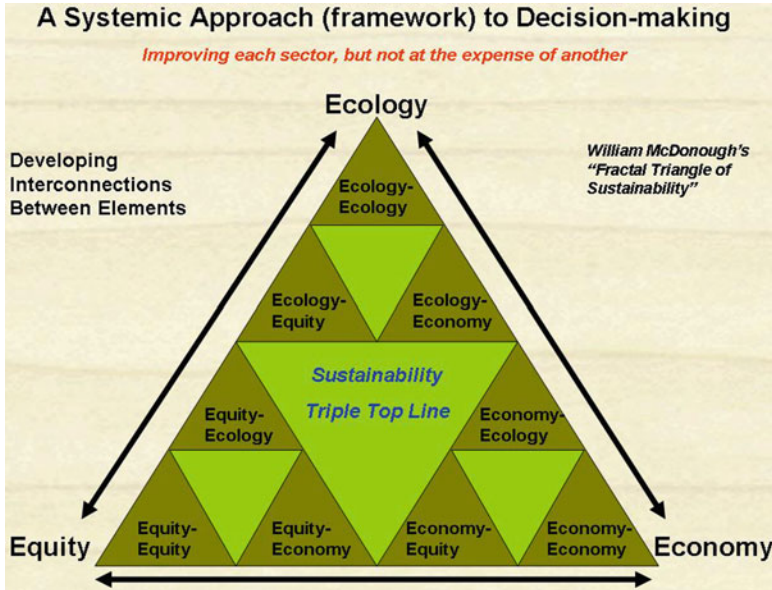 A Systemic Approach (framework) to Decision-making
Improving each sector, but not at the expense of another
Ecology
Developing
Interconnections
Between Elements
William McDonough's
"Fractal Triangle of
Sustainability"
Ecology-
Ecology
Ecology-
Equity
Ecology-
Economy
Sustainability
Triple Top Line
Equity-
Ecology
Economy-
Ecology
Equity
Equity-
Equity
Equity-
Economy
Economy-
Equity
Economy-
Economy
Economy